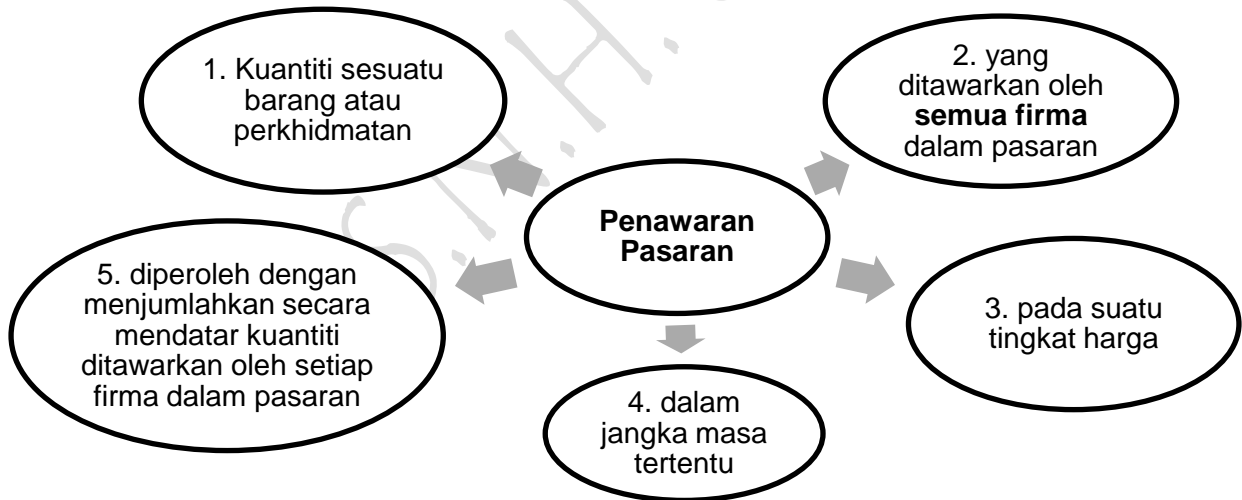 1. Kuantiti sesuatu
barang atau
perkhidmatan
2. yang
ditawarkan oleh
semua firma
dalam pasaran
Penawaran
Pasaran
3. pada suatu
tingkat harga
4. dalam
jangka masa
tertentu
5. diperoleh dengan
menjumlahkan secara
mendatar kuantiti
ditawarkan oleh setiap
firma dalam pasaran
S.N.H.